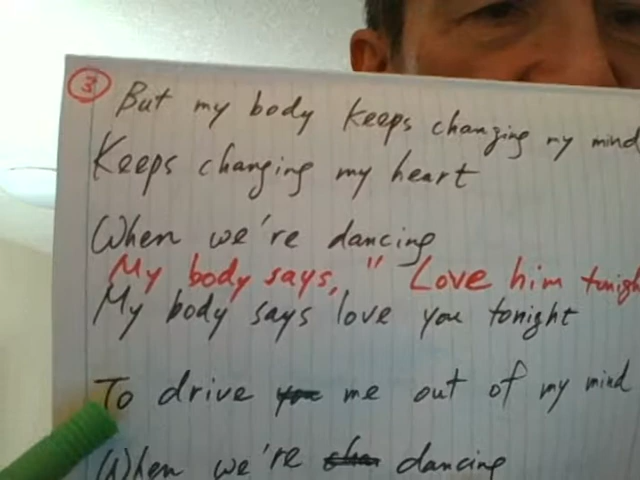 3 But my body keeps changing my mind
Keeps changing my heart
When we're dancing
My body says, " Love him tonigh
My body says love you tonight
To drive me out of my mind
When we're dancing